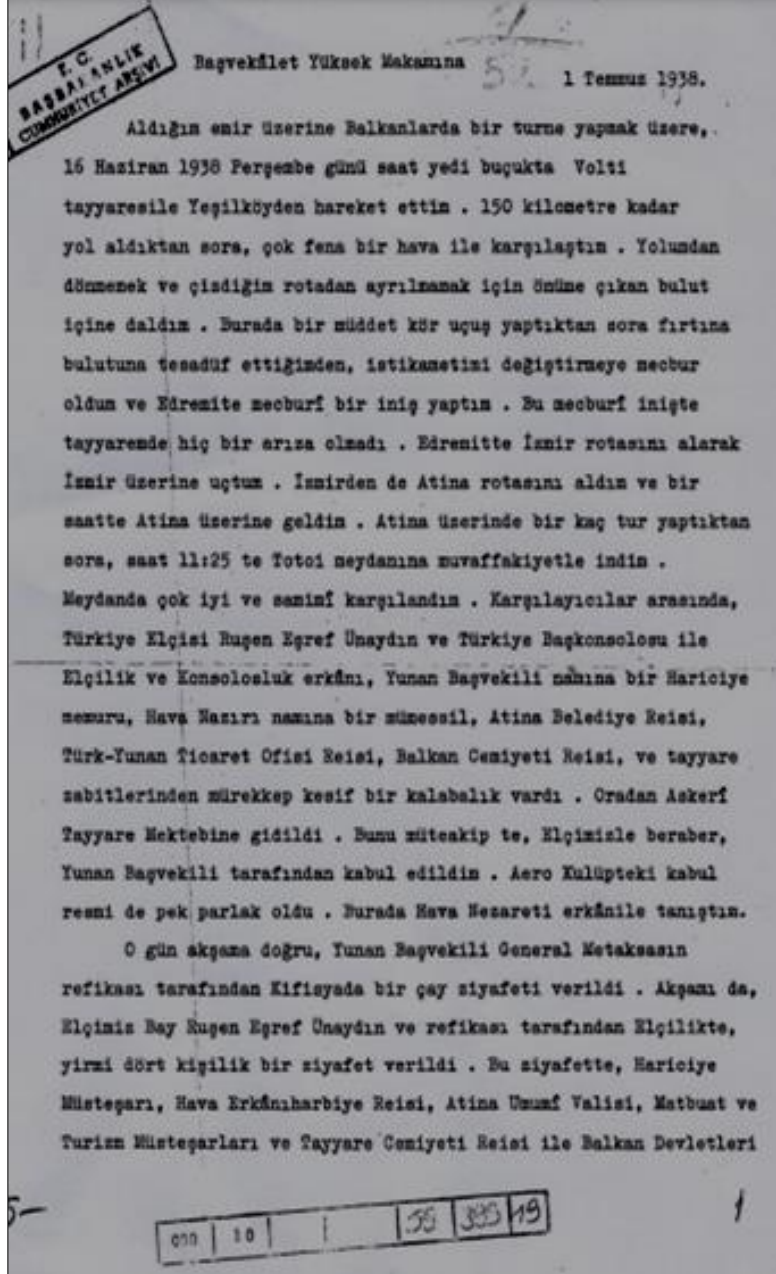 T. C.
BAŞBAKANLIK
CUMHURİYET ARŞİVİ
Başvekâlet Yüksek Makamına
1 Temmuz 1938.
Aldığım emir üzerine Balkanlarda bir turne yapmak üzere,
16 Haziran 1938 Perşembe günü saat yedi buçukta Volti
tayyaresile Yeşilköyden hareket ettim . 150 kilometre kadar
yol aldıktan sora, çok fena bir hava ile karşılaştım . Yolumdan
dönmemek ve çizdiğim rotadan ayrılmamak için önüme çıkan bulut
içine daldım . Burada bir müddet kör uçuş yaptıktan sora fırtına
bulutuna tesadüf ettiğimden, istikametimi değiştirmeye mecbur
oldum ve Edremite mecburî bir iniş yaptım . Bu mecburî inişte
tayyaremde hiç bir arıza olmadı . Edremitte İzmir rotasını alarak
İzmir üzerine uçtum . İzmirden de Atina rotasını aldım ve bir
saatte Atina üzerine geldim . Atina üzerinde bir kaç tur yaptıktan
sora, saat 11:25 te Totoi meydanına muvaffakiyetle indim .
Meydanda çok iyi ve samimî karşılandım . Karşılayıcılar arasında,
Türkiye Elçisi Ruşen Eşref Ünaydın ve Türkiye Başkonsolosu ile
Elçilik ve Konsolosluk erkânı, Yunan Başvekili namına bir Hariciye
memuru, Hava Nazırı namına bir mümessil, Atina Belediye Reisi,
Türk-Yunan Ticaret Ofisi Reisi, Balkan Cemiyeti Reisi, ve tayyare
zabitlerinden mürekkep kesif bir kalabalık vardı . Oradan Askerî
Tayyare Mektebine gidildi . Bunu müteakip te, Elçimizle beraber,
Yunan Başvekili tarafından kabul edildim . Aero Kulüpteki kabul
resmi de pek parlak oldu . Burada Hava Nezareti erkânile tanıştım.
O gün akşama doğru, Yunan Başvekili General Metaksasın
refikası tarafından Kifisyada bir çay ziyafeti verildi . Akşamı da,
Elçimiz Bay Ruşen Eşref Ünaydın ve refikası tarafından Elçilikte,
yirmi dört kişilik bir ziyafet verildi . Bu ziyafette, Hariciye
Müsteşarı, Hava Erkânıharbiye Reisi, Atina Umumî Valisi, Matbuat ve
Turizm Müsteşarları ve Tayyare Cemiyeti Reisi ile Balkan Devletleri
1
030 10 55 395 19